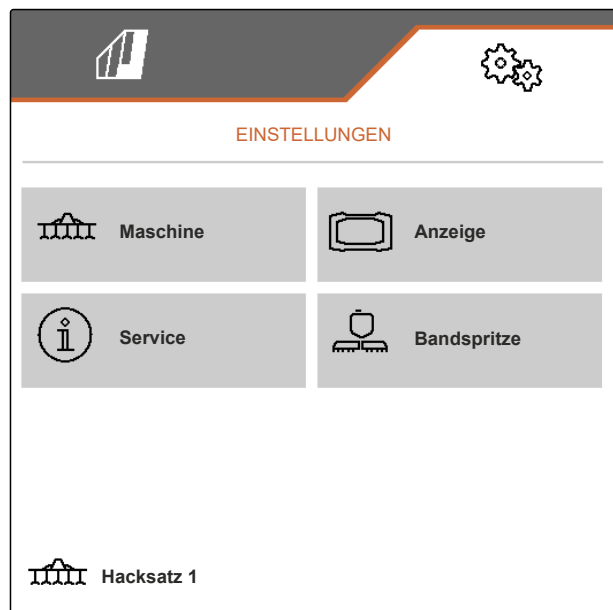 EINSTELLUNGEN
Maschine
Anzeige
Service
Bandspritze
Hacksatz 1